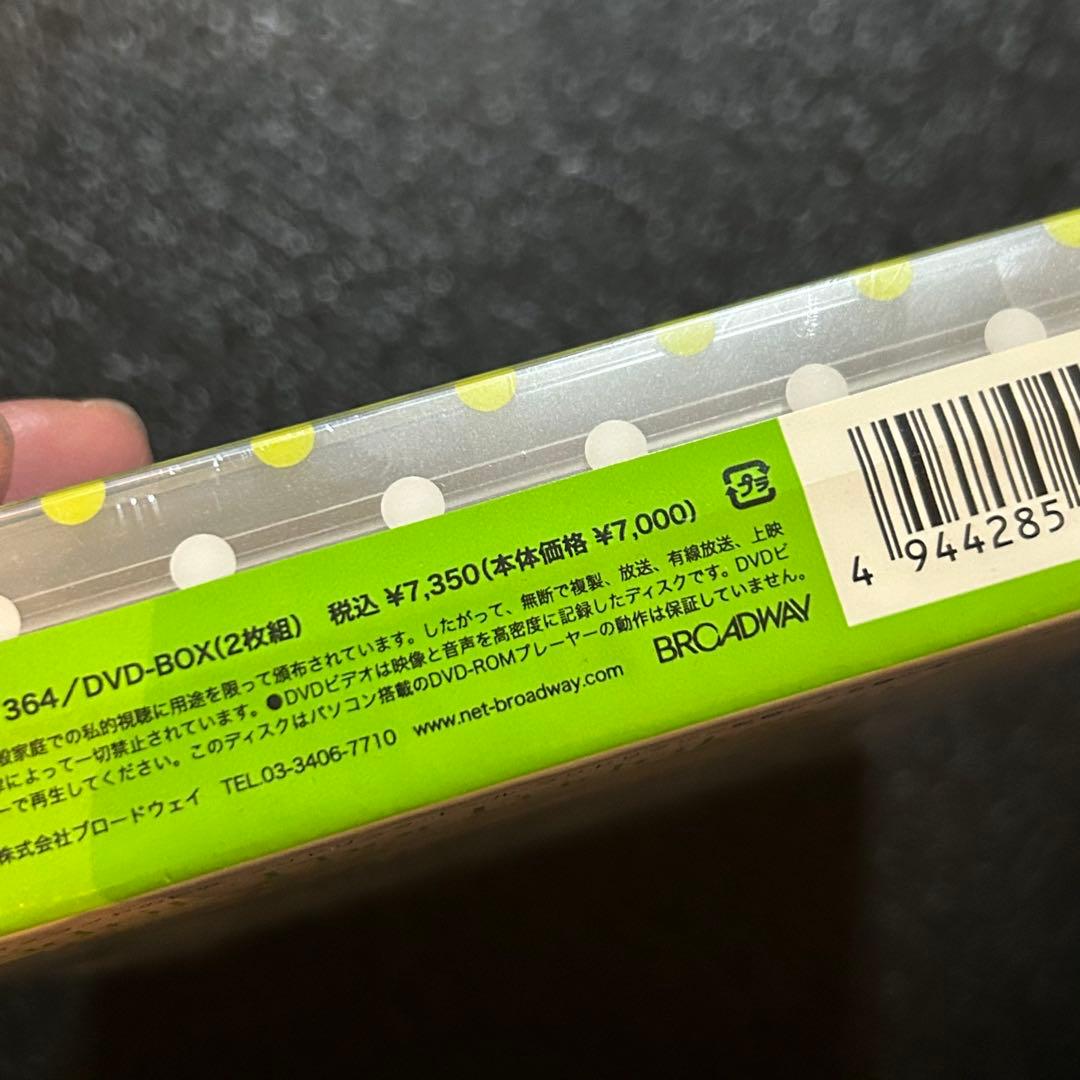 364/DVD-BOX(2枚組) 税込 ¥7,350(本体価格 ¥7,000) プラ
般家庭での私的視聴に用途を限って頒布されています。したがって、無断で複製、放送、有線放送、上映
によって一切禁止されています。●DVDビデオは映像と音声を高密度に記録したディスクです。DVDビ
ーで再生してください。このディスクはパソコン搭載のDVD-ROMプレーヤーの動作は保証していません。
株式会社ブロードウェイ TEL.03-3406-7710 www.net-broadway.com BROADWAY
4 944285